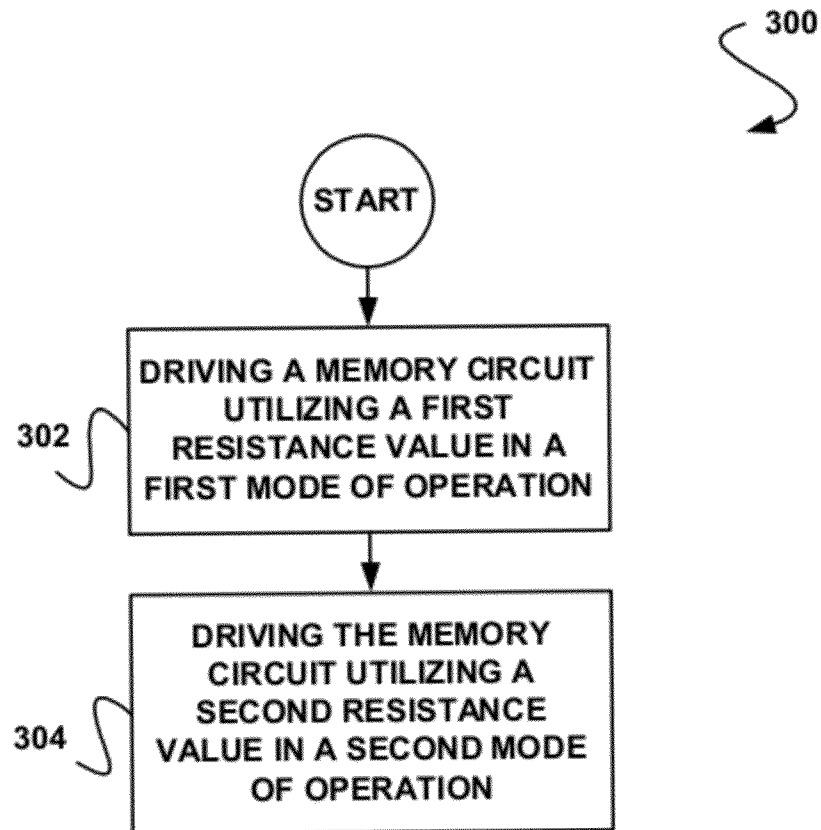 300
START
DRIVING A MEMORY CIRCUIT
UTILIZING A FIRST
RESISTANCE VALUE IN A
FIRST MODE OF OPERATION
302
DRIVING THE MEMORY
CIRCUIT UTILIZING A
SECOND RESISTANCE
VALUE IN A SECOND MODE
OF OPERATION
304